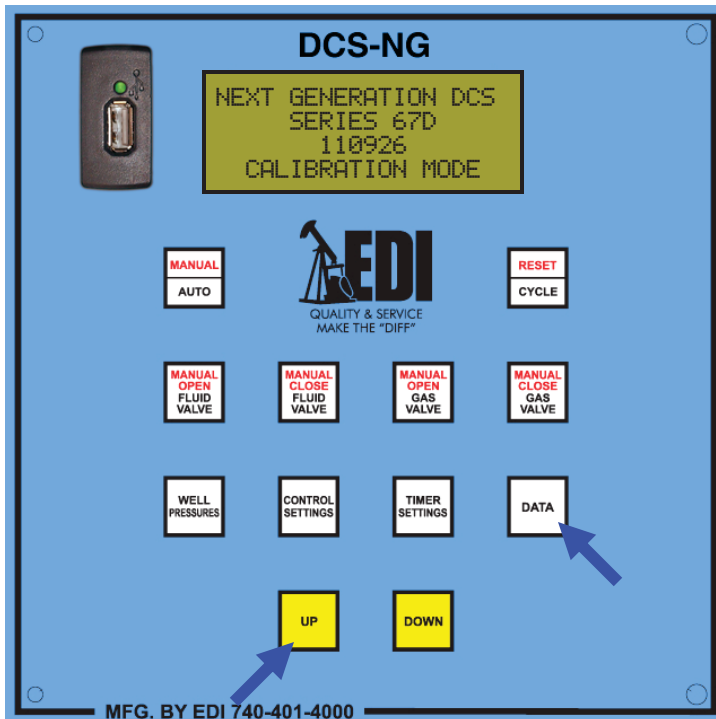 DCS-NG
NEXT GENERATION DCS
SERIES 67D
110926
CALIBRATION MODE
EDI
QUALITY & SERVICE
MAKE THE "DIFF"
MANUAL
AUTO
RESET
CYCLE
MANUAL
OPEN
FLUID
VALVE
MANUAL
CLOSE
FLUID
VALVE
MANUAL
OPEN
GAS
VALVE
MANUAL
CLOSE
GAS
VALVE
WELL
PRESSURES
CONTROL
SETTINGS
TIMER
SETTINGS
DATA
UP
DOWN
MFG. BY EDI 740-401-4000